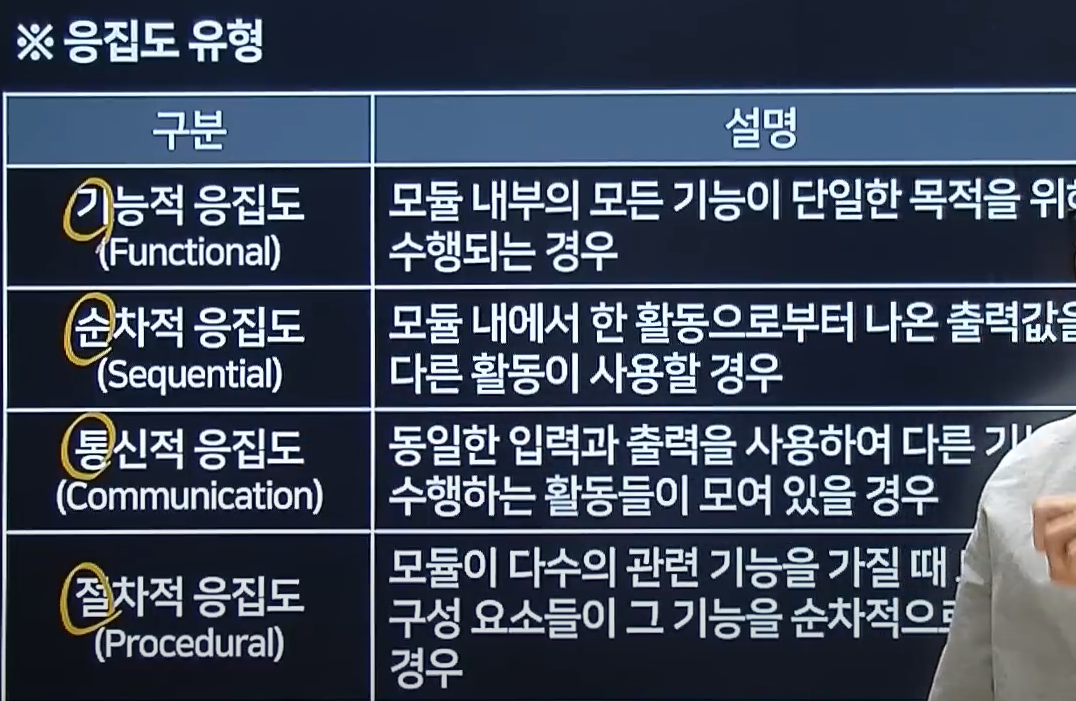 ※ 응집도 유형
구분
설명
기능적 응집도
(Functional)
모듈 내부의 모든 기능이 단일한 목적을 위해
수행되는 경우
순차적 응집도
(Sequential)
모듈 내에서 한 활동으로부터 나온 출력값을
다른 활동이 사용할 경우
통신적 응집도
(Communication)
동일한 입력과 출력을 사용하여 다른
수행하는 활동들이 모여 있을 경우
절차적 응집도
(Procedural)
모듈이 다수의 관련 기능을 가질 때
구성 요소들이 그 기능을 순차적으로
경우